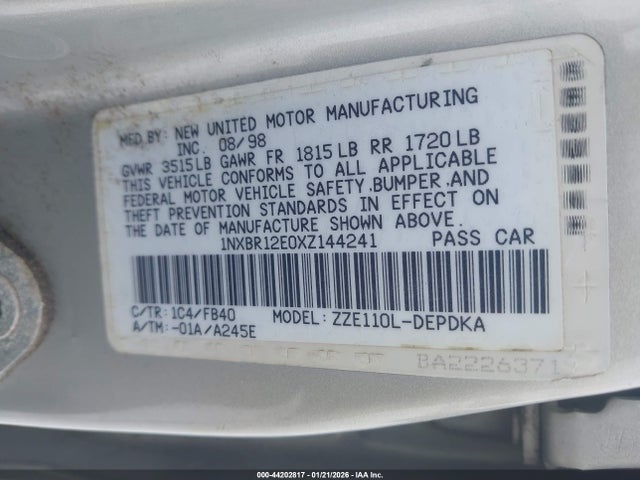 MFD.BY: NEW UNITED MOTOR MANUFACTURING
INC. 08/98
GVWR 3515LB GAWR FR 1815LB RR 1720LB
THIS VEHICLE CONFORMS TO ALL APPLICABLE
FEDERAL MOTOR VEHICLE SAFETY,BUMPER,AND
THEFT PREVENTION STANDARDS IN EFFECT ON
THE DATE OF MANUFACTURE SHOWN ABOVE.
1NXBR12E0XZ144241 PASS CAR
C/TR: 1C4/FB40 MODEL: ZZE110L-DEPDKA
A/TM: -01A/A245E
BA2226371
000-44202817 - 01/21/2026 - IAA Inc.